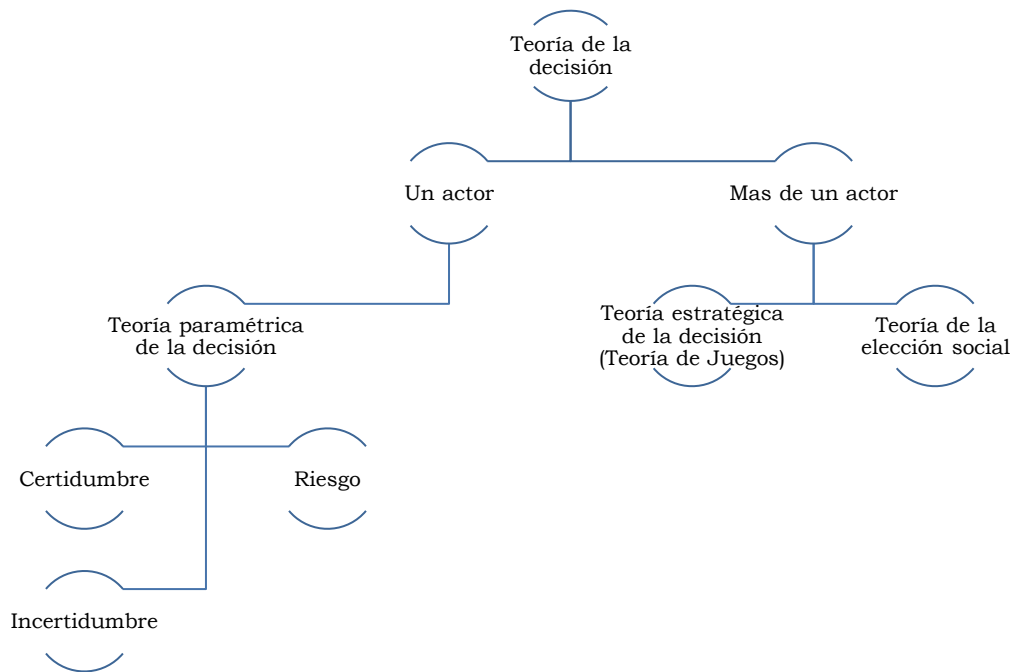 Teoría de la
decisión
Un actor
Mas de un actor
Teoría paramétrica
de la decisión
Teoría estratégica
de la decisión
(Teoría de Juegos)
Teoría de la
elección social
Certidumbre
Riesgo
Incertidumbre